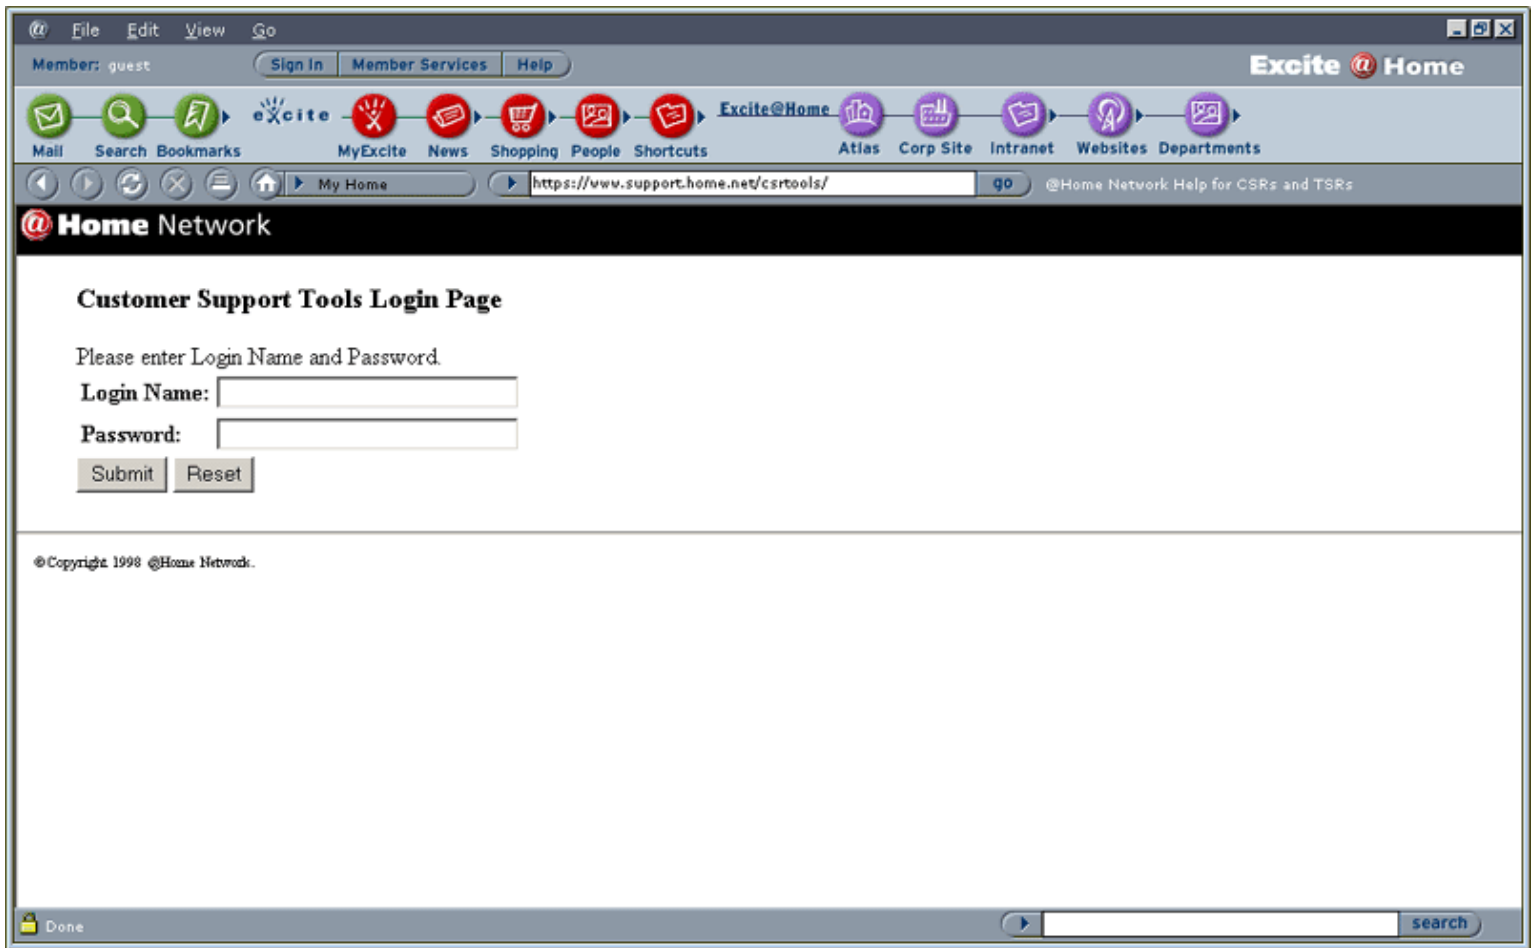 @ File Edit View Go
Member: guest Sign In Member Services Help Excite @ Home
excite Excite@Home
Mail Search Bookmarks MyExcite News Shopping People Shortcuts Atlas Corp Site Intranet Websites Departments
My Home https://www.support.home.net/csrtools/ go @Home Network Help for CSRs and TSRs
@Home Network
Customer Support Tools Login Page
Please enter Login Name and Password.
Login Name:
Password:
Submit Reset
©Copyright 1998 @Home Network.
Done search